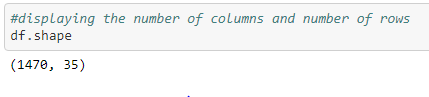 #displaying the number of columns and number of rows
df.shape
(1470, 35)